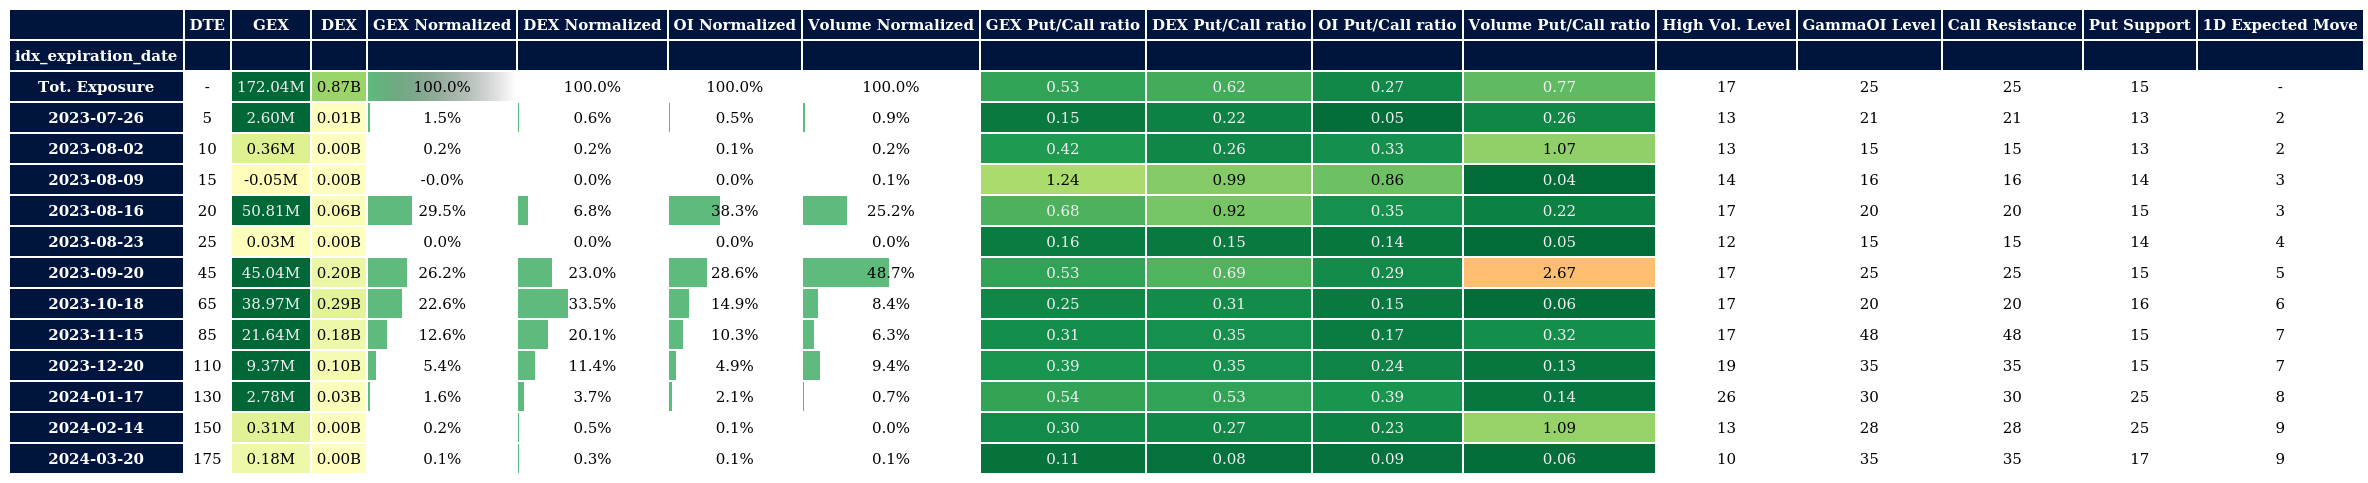 DTE GEX DEX GEX Normalized DEX Normalized OI Normalized Volume Normalized GEX Put/Call ratio DEX Put/Call ratio OI Put/Call ratio Volume Put/Call ratio High Vol. Level GammaOI Level Call Resistance Put Support 1D Expected Move
idx_expiration_date
Tot. Exposure - 172.04M 0.87B 100.0% 100.0% 100.0% 100.0% 0.53 0.62 0.27 0.77 17 25 25 15 -
2023-07-26 5 2.60M 0.01B 1.5% 0.6% 0.5% 0.9% 0.15 0.22 0.05 0.26 13 21 21 13 2
2023-08-02 10 0.36M 0.00B 0.2% 0.2% 0.1% 0.2% 0.42 0.26 0.33 1.07 13 15 15 13 2
2023-08-09 15 -0.05M 0.00B -0.0% 0.0% 0.0% 0.1% 1.24 0.99 0.86 0.04 14 16 16 14 3
2023-08-16 20 50.81M 0.06B 29.5% 6.8% 38.3% 25.2% 0.68 0.92 0.35 0.22 17 20 20 15 3
2023-08-23 25 0.03M 0.00B 0.0% 0.0% 0.0% 0.0% 0.16 0.15 0.14 0.05 12 15 15 14 4
2023-09-20 45 45.04M 0.20B 26.2% 23.0% 28.6% 48.7% 0.53 0.69 0.29 2.67 17 25 25 15 5
2023-10-18 65 38.97M 0.29B 22.6% 33.5% 14.9% 8.4% 0.25 0.31 0.15 0.06 17 20 20 16 6
2023-11-15 85 21.64M 0.18B 12.6% 20.1% 10.3% 6.3% 0.31 0.35 0.17 0.32 17 48 48 15 7
2023-12-20 110 9.37M 0.10B 5.4% 11.4% 4.9% 9.4% 0.39 0.35 0.24 0.13 19 35 35 15 7
2024-01-17 130 2.78M 0.03B 1.6% 3.7% 2.1% 0.7% 0.54 0.53 0.39 0.14 26 30 30 25 8
2024-02-14 150 0.31M 0.00B 0.2% 0.5% 0.1% 0.0% 0.30 0.27 0.23 1.09 13 28 28 25 9
2024-03-20 175 0.18M 0.00B 0.1% 0.3% 0.1% 0.1% 0.11 0.08 0.09 0.06 10 35 35 17 9